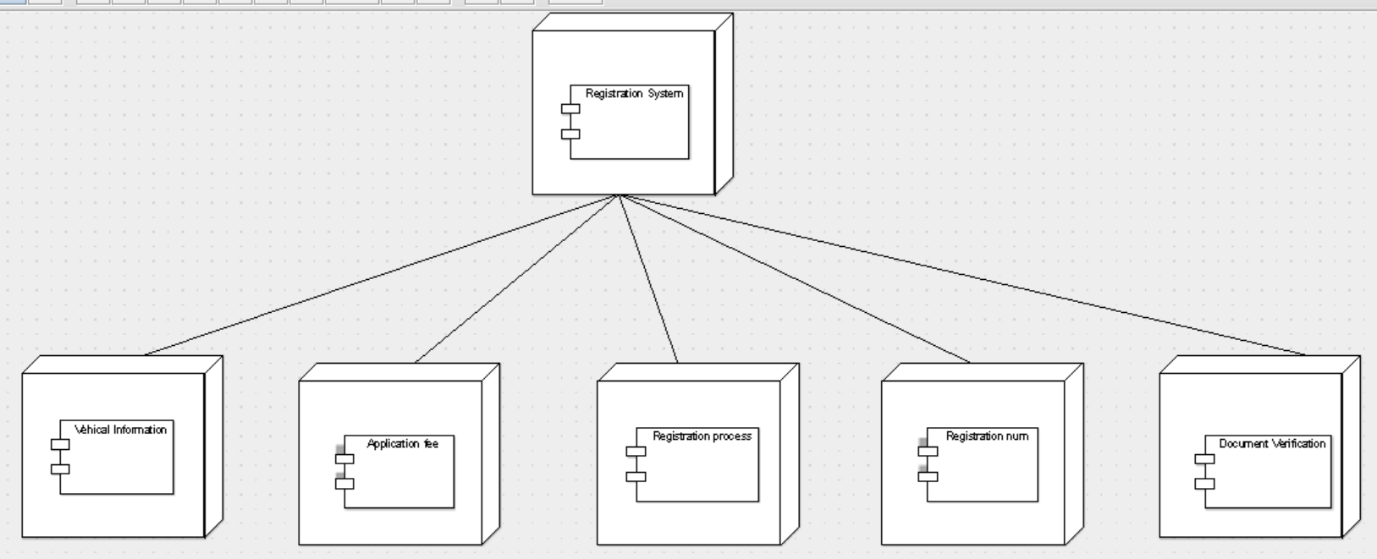 Registration System
Vehical Information
Application fee
Registration process
Registration num
Document Verification